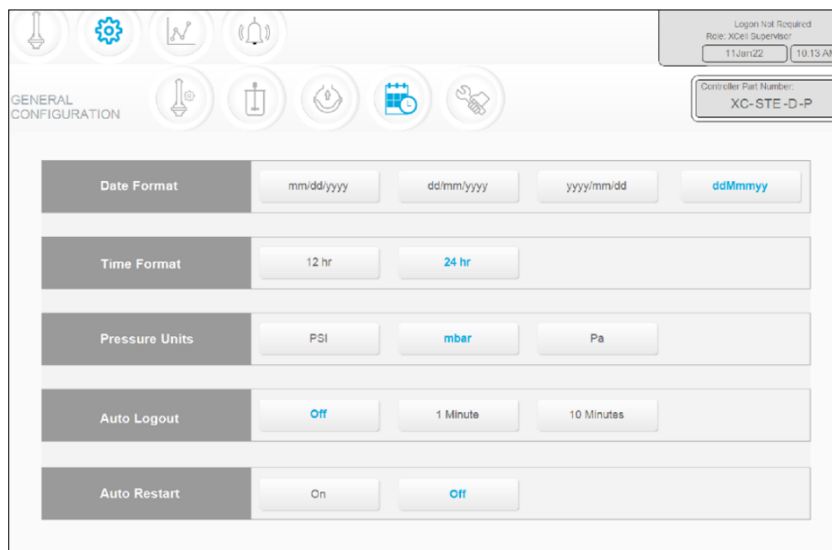 Logon Not Required
Role: XCell Supervisor
11Jan22 10:13 AM
GENERAL
CONFIGURATION
Controller Part Number:
XC-STE-D-P
Date Format mm/dd/yyyy dd/mm/yyyy yyyy/mm/dd ddMmmyy
Time Format 12 hr 24 hr
Pressure Units PSI mbar Pa
Auto Logout Off 1 Minute 10 Minutes
Auto Restart On Off